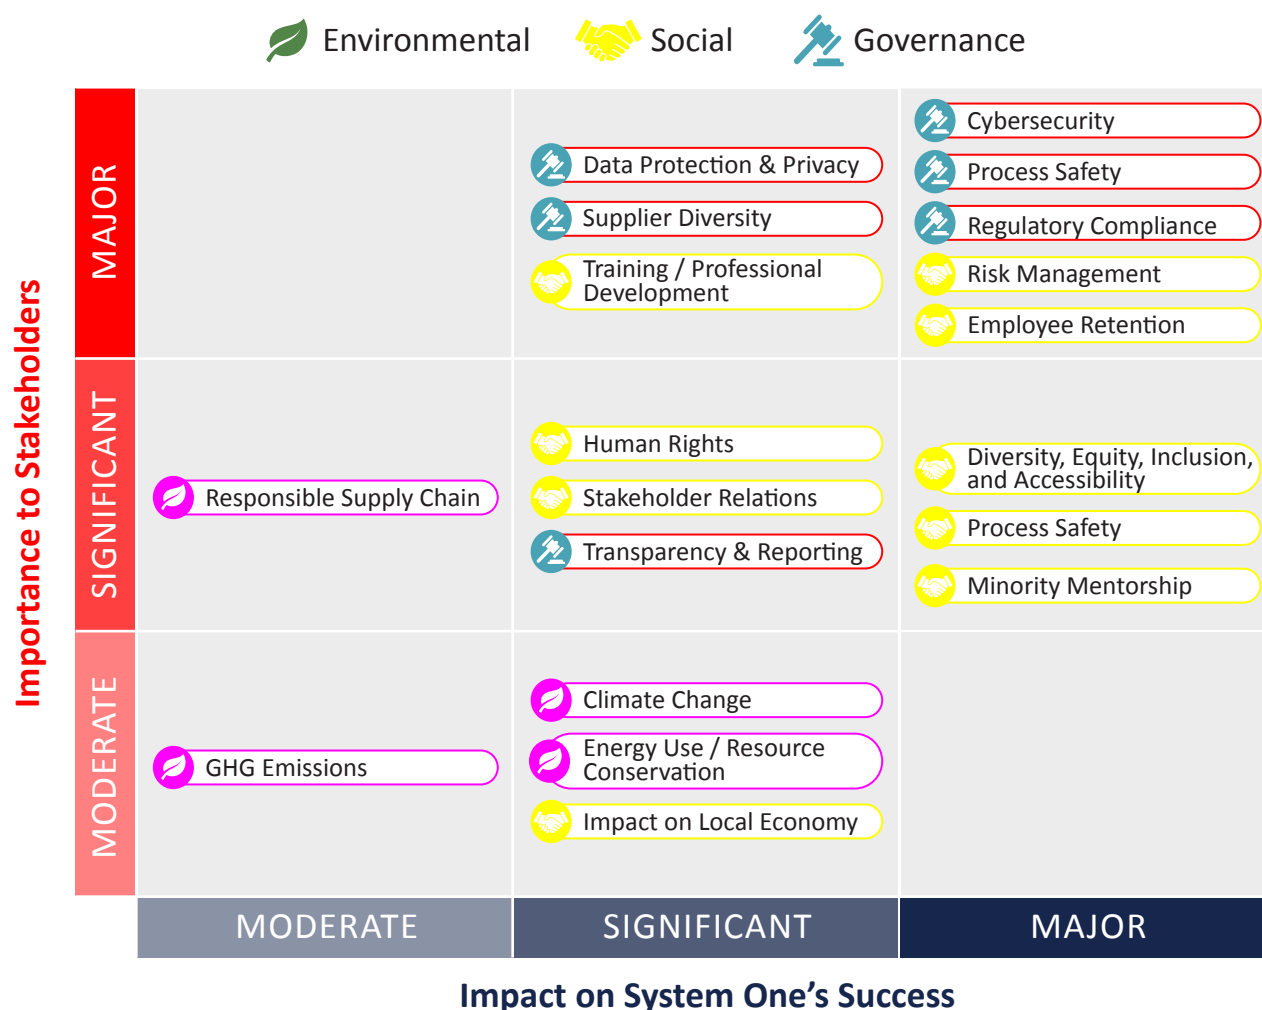 Environmental
Social
Governance
Importance to Stakeholders
MAJOR
Data Protection & Privacy
Supplier Diversity
Training / Professional
Development
Cybersecurity
Process Safety
Regulatory Compliance
Risk Management
Employee Retention
SIGNIFICANT
Responsible Supply Chain
Human Rights
Stakeholder Relations
Transparency & Reporting
Diversity, Equity, Inclusion,
and Accessibility
Process Safety
Minority Mentorship
MODERATE
GHG Emissions
Climate Change
Energy Use / Resource
Conservation
Impact on Local Economy
MODERATE
SIGNIFICANT
MAJOR
Impact on System One’s Success